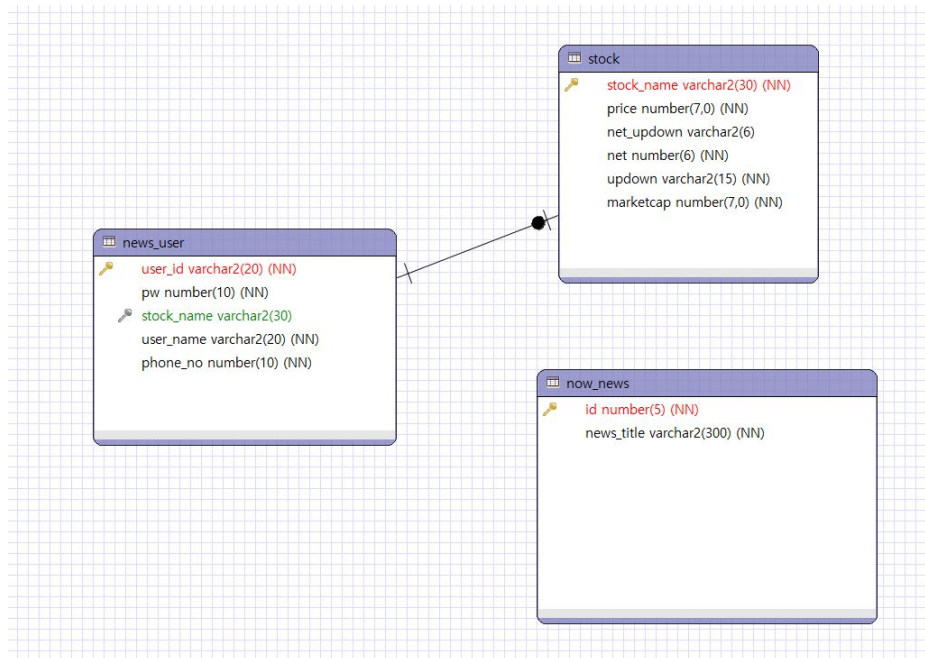 stock
stock_name varchar2(30) (NN)
price number(7,0) (NN)
net_updown varchar2(6)
net number(6) (NN)
updown varchar2(15) (NN)
marketcap number(7,0) (NN)
news_user
user_id varchar2(20) (NN)
pw number(10) (NN)
stock_name varchar2(30)
user_name varchar2(20) (NN)
phone_no number(10) (NN)
now_news
id number(5) (NN)
news_title varchar2(300) (NN)